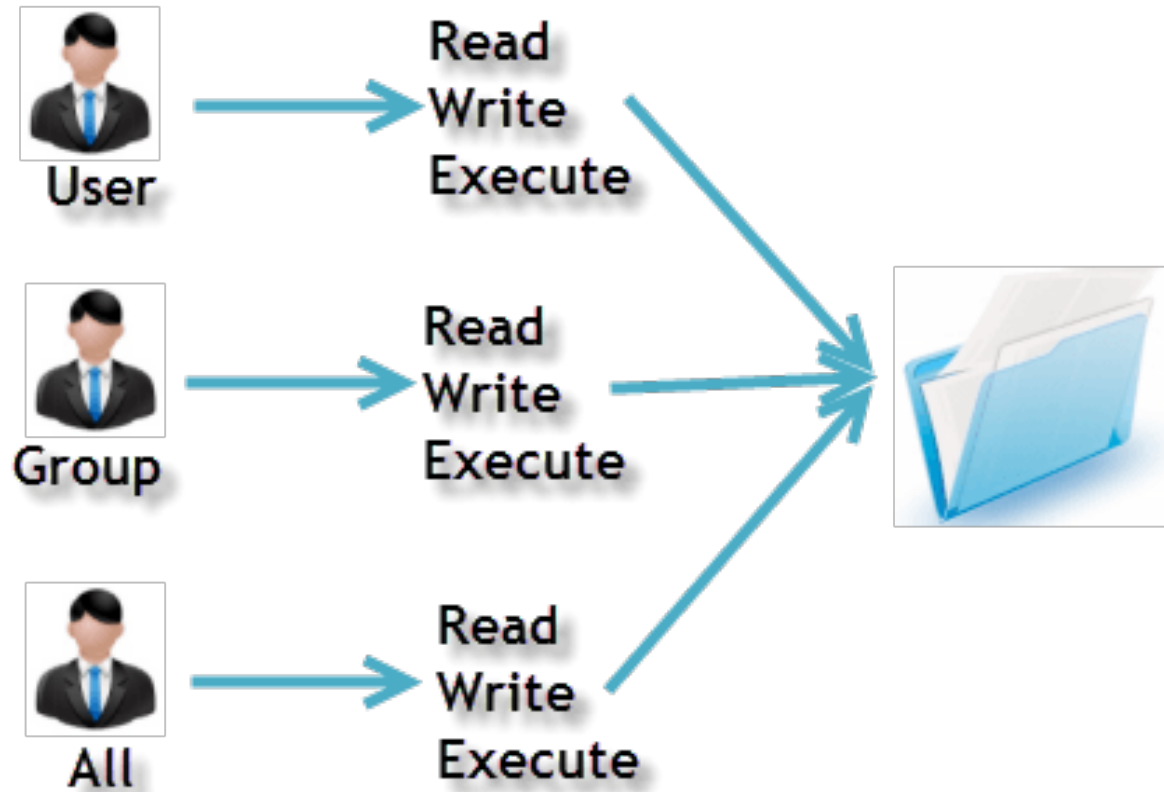 User
Read
Write
Execute
Group
Read
Write
Execute
All
Read
Write
Execute